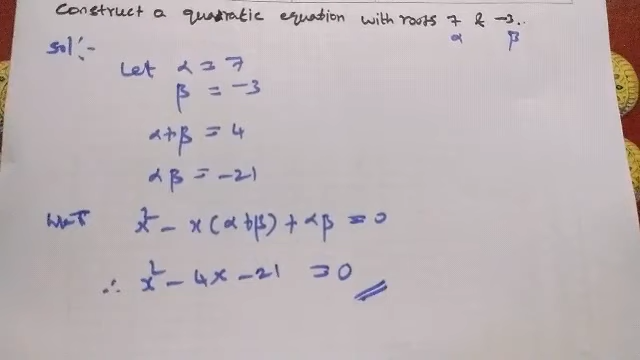 Construct a quadratic equation with roots 7 & -3..
α β
Sol:-
Let α = 7
β = -3
α+β = 4
αβ = -21
WKT x² - x(α+β) + αβ = 0
∴ x² - 4x - 21 = 0